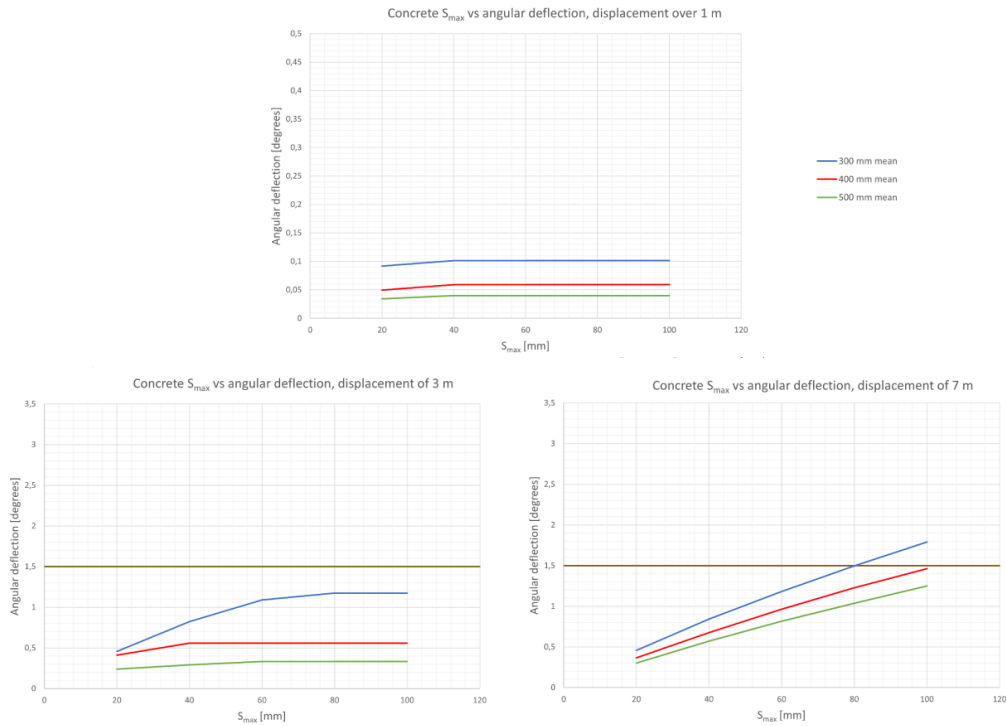 Concrete Smax vs angular deflection, displacement over 1 m
0,5
0,45
0,4
0,35
0,3
0,25
0,2
0,15
0,1
0,05
0
Angular deflection [degrees]
0 20 40 60 80 100 120
Smax [mm]
300 mm mean
400 mm mean
500 mm mean
Concrete Smax vs angular deflection, displacement of 3 m
3,5
3
2,5
2
1,5
1
0,5
0
Angular deflection [degrees]
0 20 40 60 80 100 120
Smax [mm]
Concrete Smax vs angular deflection, displacement of 7 m
3,5
3
2,5
2
1,5
1
0,5
0
Angular deflection [degrees]
0 20 40 60 80 100 120
Smax [mm]